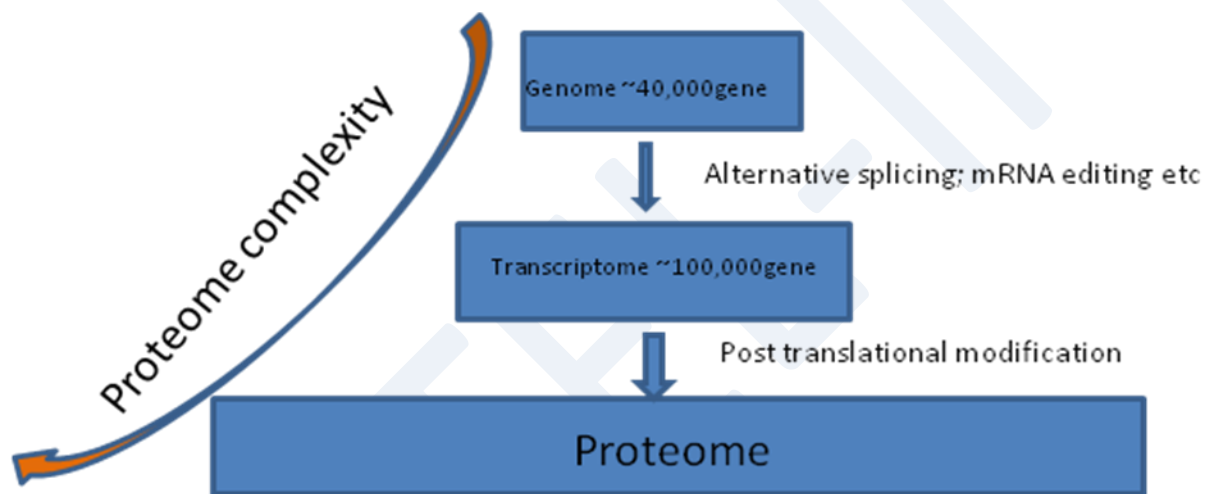 Genome ~40,000gene
Alternative splicing; mRNA editing etc
Proteome complexity
Transcriptome ~100,000gene
Post translational modification
Proteome